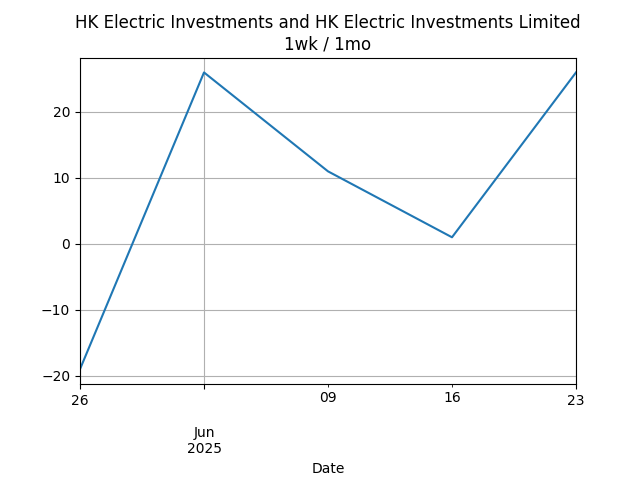 HK Electric Investments and HK Electric Investments Limited
1wk / 1mo
20
10
0
−10
−20
26
09
16
23
Jun
2025
Date